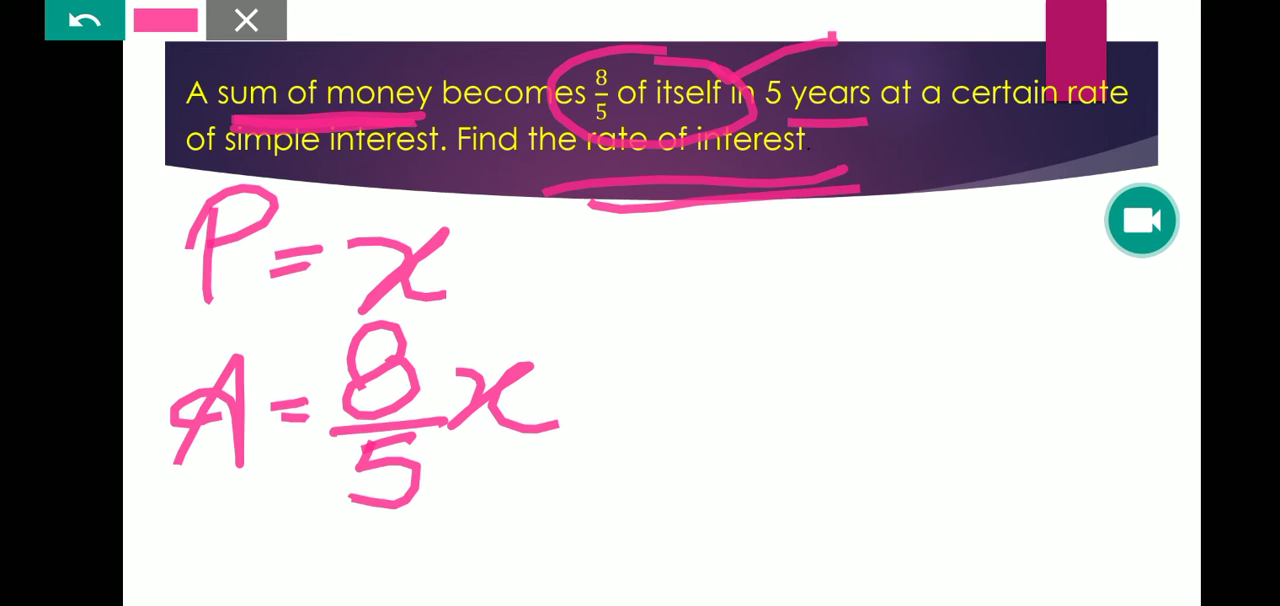 A sum of money becomes 8/5 of itself in 5 years at a certain rate
of simple interest. Find the rate of interest.
P = x
A = 8/5 x